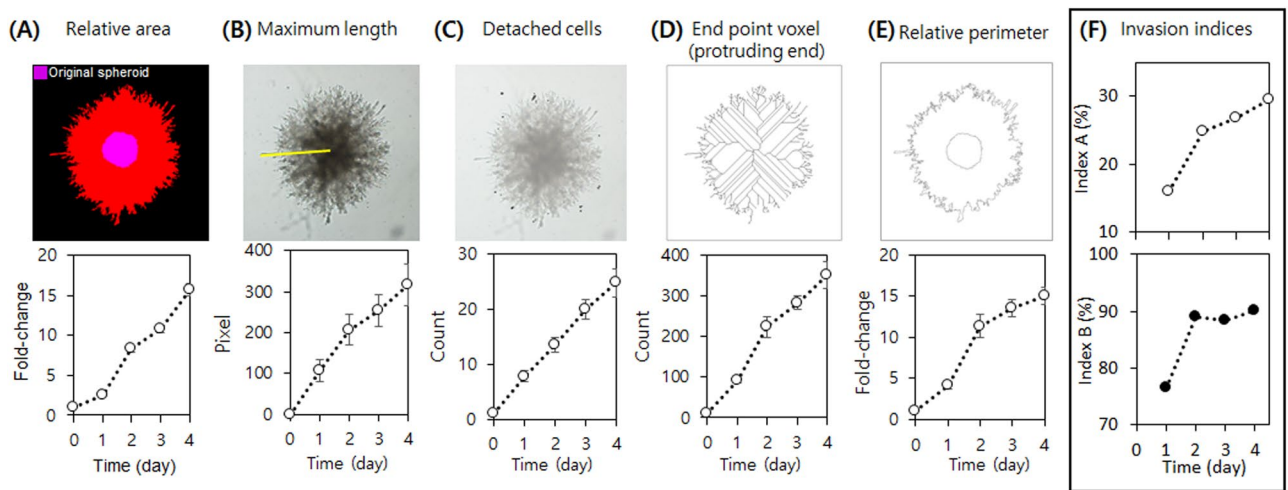 (A) Relative area
Original spheroid
Fold-change
20
15
10
5
0
0 1 2 3 4
Time (day)
(B) Maximum length
Pixel
400
300
200
100
0
0 1 2 3 4
Time (day)
(C) Detached cells
Count
30
20
10
0
0 1 2 3 4
Time (day)
(D) End point voxel
(protruding end)
Count
400
300
200
100
0
0 1 2 3 4
Time (day)
(E) Relative perimeter
Fold-change
20
15
10
5
0
0 1 2 3 4
Time (day)
(F) Invasion indices
Index A (%)
30
20
10
Index B (%)
100
90
80
70
0 1 2 3 4
Time (day)